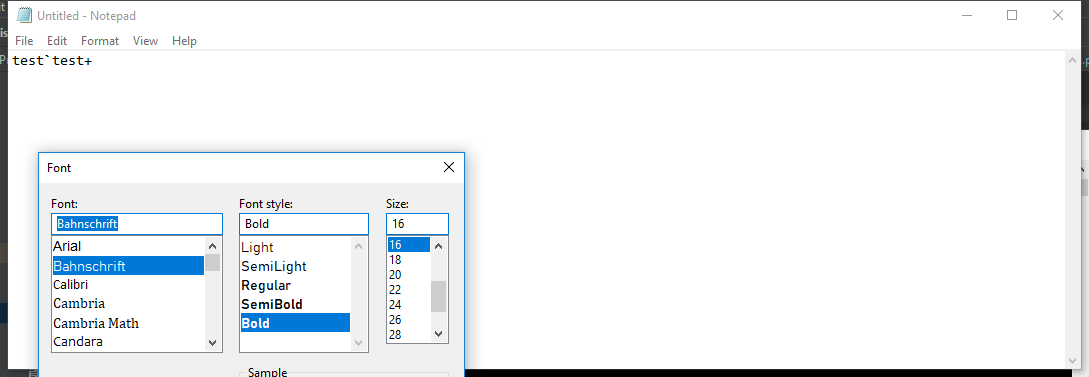 Untitled - Notepad
File Edit Format View Help
test`test+
Font
Font: Font style: Size:
Bahnschrift Bold 16
Arial Light 16
Bahnschrift SemiLight 18
Calibri Regular 20
Cambria SemiBold 22
Cambria Math Bold 24
Candara 26
28
Sample